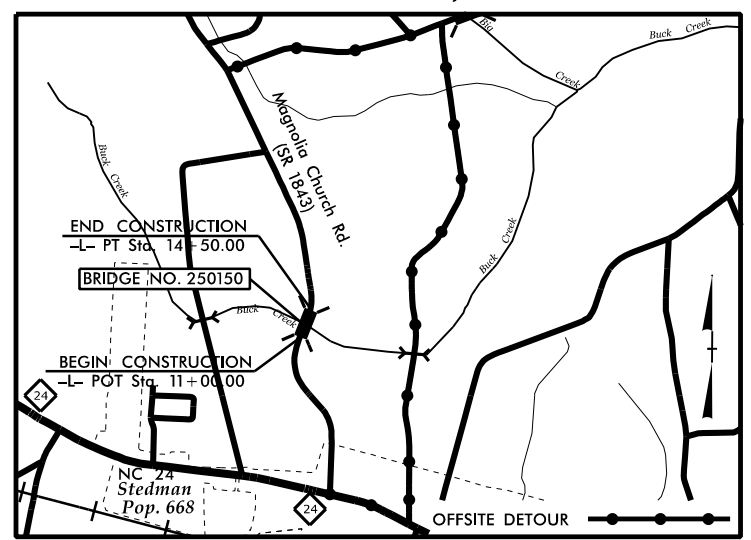 Big
Creek
Buck Creek
Magnolia Church Rd.
(SR 1843)
Buck Creek
END CONSTRUCTION
-L- PT Sta. 14+50.00
BRIDGE NO. 250150
Buck Creek
Buck Creek
BEGIN CONSTRUCTION
-L- POT Sta. 11+00.00
24
NC 24
Stedman
Pop. 668
24
OFFSITE DETOUR